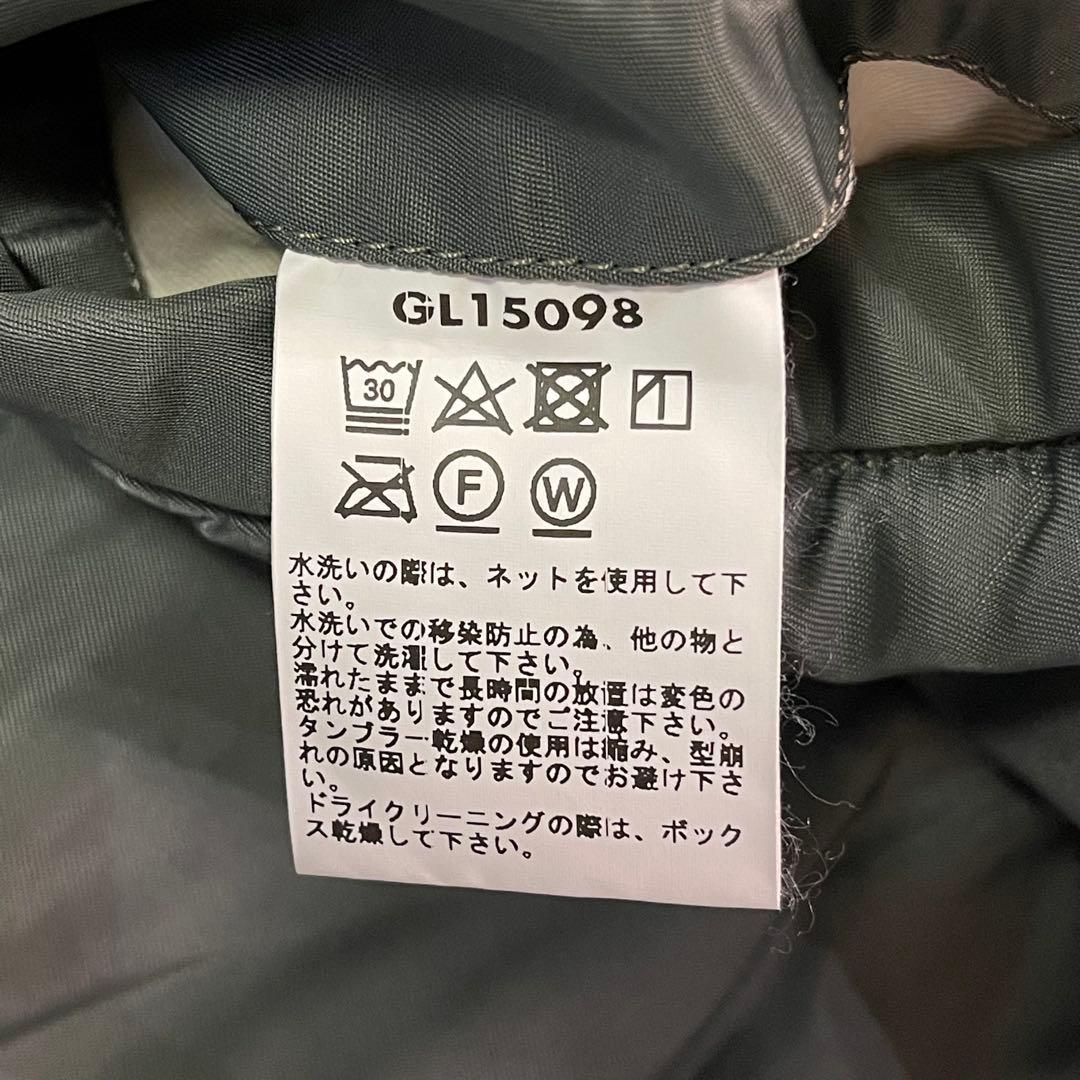 GL15098
30
F W
水洗いの際は、ネットを使用して下
さい。
水洗いでの移染防止の為、他の物と
分けて洗濯して下さい。
濡れたままで長時間の放置は変色の
恐れがありますのでご注意下さい。
タンブラー乾燥の使用は縮み、型崩
れの原因となりますのでお避け下さ
い。
ドライクリーニングの際は、ボック
ス乾燥して下さい。